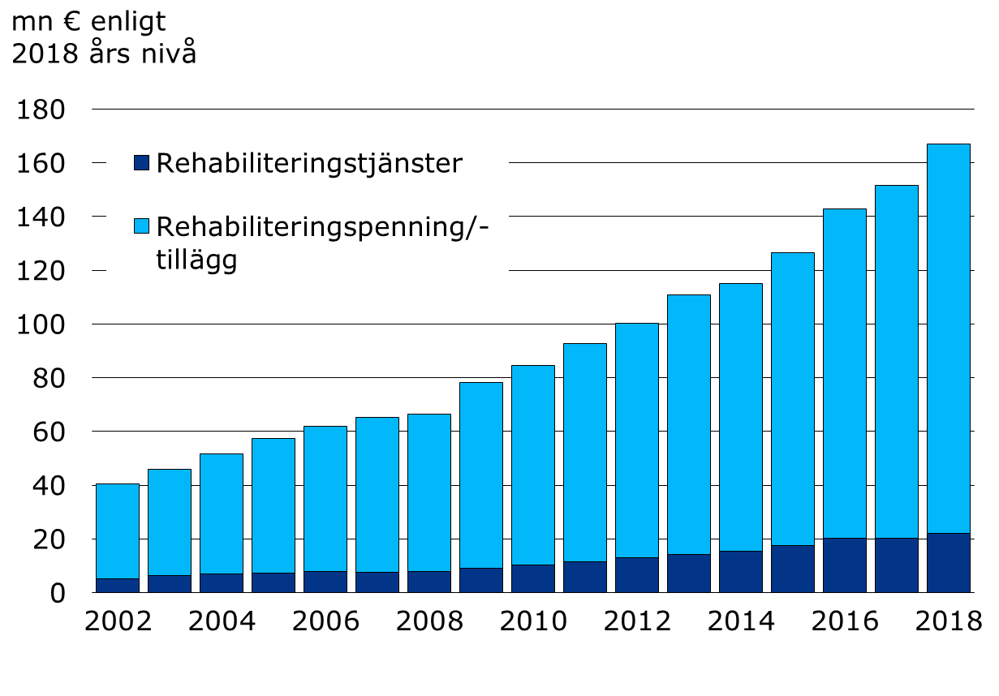 mn € enligt
2018 års nivå
180
160
140
120
100
80
60
40
20
0
Rehabiliteringstjänster
Rehabiliteringspenning/-
tillägg
2002 2004 2006 2008 2010 2012 2014 2016 2018